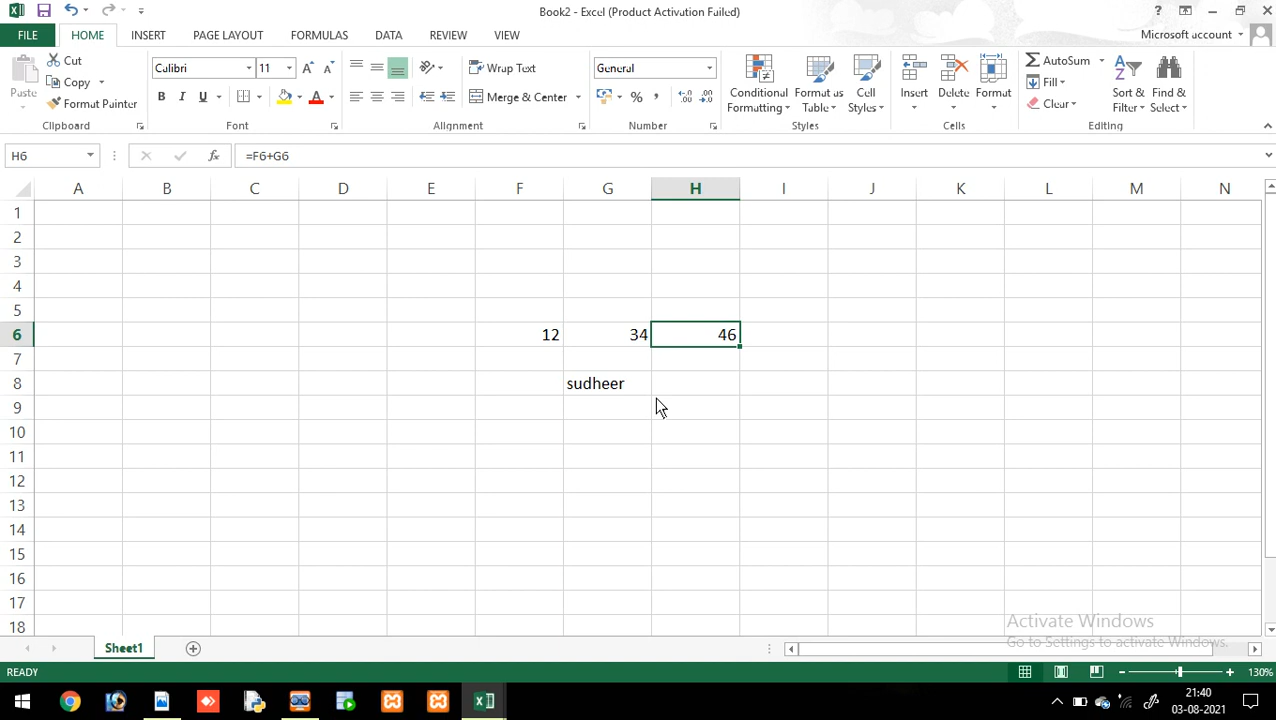 Book2 - Excel (Product Activation Failed)
FILE HOME INSERT PAGE LAYOUT FORMULAS DATA REVIEW VIEW Microsoft account
Paste
Cut
Copy
Format Painter
Clipboard
Calibri 11
B I U A
Font
Wrap Text
Merge & Center
Alignment
General
% ,
Number
Conditional Formatting
Format as Table
Cell Styles
Styles
Insert Delete Format
Cells
AutoSum
Fill
Clear
Sort & Filter
Find & Select
Editing
H6 fx =F6+G6
A B C D E F G H I J K L M N
1
2
3
4
5
6 12 34 46
7
8 sudheer
9
10
11
12
13
14
15
16
17
18
Activate Windows
Go to Settings to activate Windows.
Sheet1
READY 130%
21:40
03-08-2021